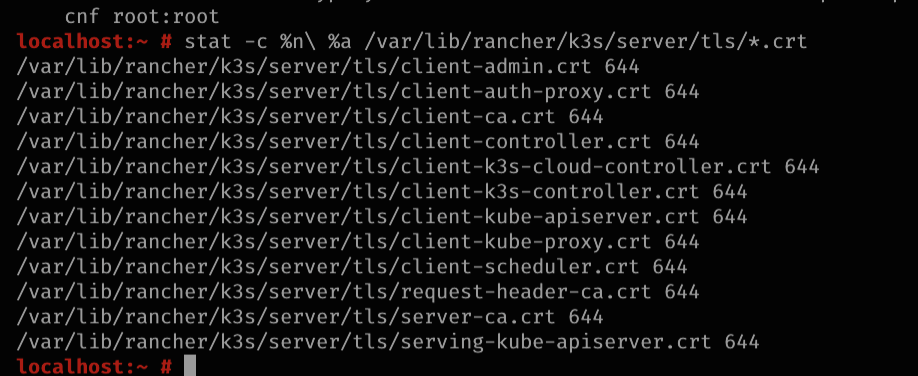 cnf root:root
localhost:~ # stat -c %n\ %a /var/lib/rancher/k3s/server/tls/*.crt
/var/lib/rancher/k3s/server/tls/client-admin.crt 644
/var/lib/rancher/k3s/server/tls/client-auth-proxy.crt 644
/var/lib/rancher/k3s/server/tls/client-ca.crt 644
/var/lib/rancher/k3s/server/tls/client-controller.crt 644
/var/lib/rancher/k3s/server/tls/client-k3s-cloud-controller.crt 644
/var/lib/rancher/k3s/server/tls/client-k3s-controller.crt 644
/var/lib/rancher/k3s/server/tls/client-kube-apiserver.crt 644
/var/lib/rancher/k3s/server/tls/client-kube-proxy.crt 644
/var/lib/rancher/k3s/server/tls/client-scheduler.crt 644
/var/lib/rancher/k3s/server/tls/request-header-ca.crt 644
/var/lib/rancher/k3s/server/tls/server-ca.crt 644
/var/lib/rancher/k3s/server/tls/serving-kube-apiserver.crt 644
localhost:~ #